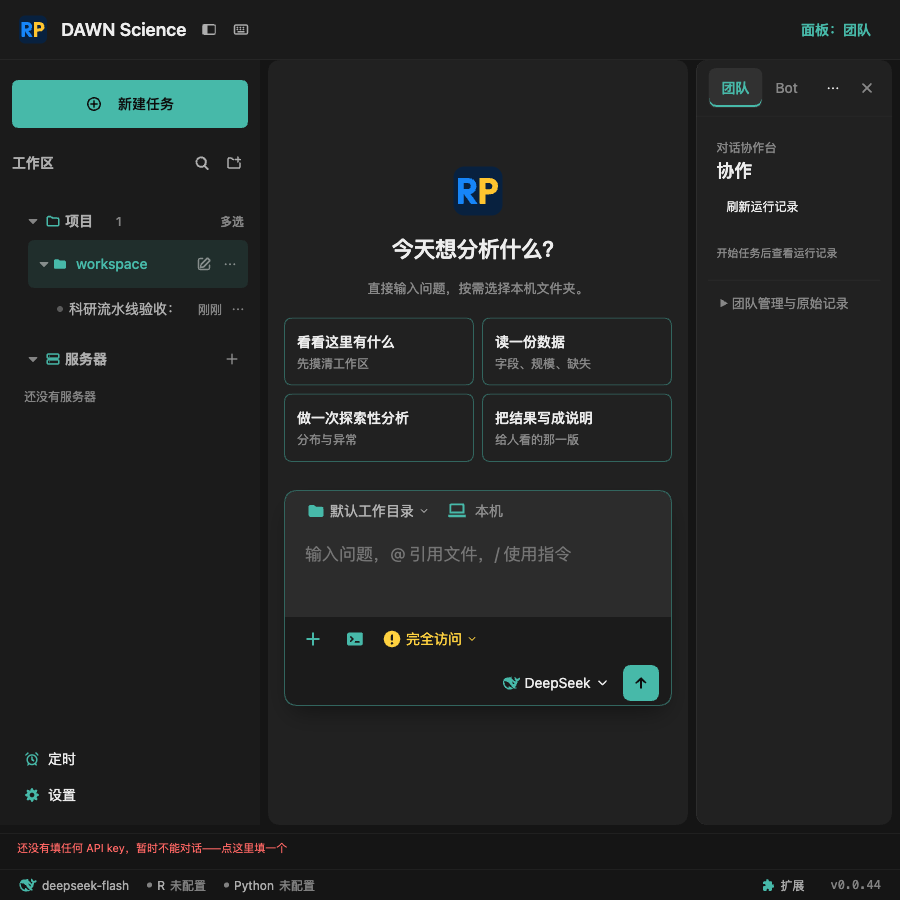 RP DAWN Science
面板：团队
新建任务
工作区
项目 1 多选
workspace
科研流水线验收： 刚刚
服务器
还没有服务器
定时
设置
RP
今天想分析什么?
直接输入问题，按需选择本机文件夹。
看看这里有什么
先摸清工作区
读一份数据
字段、规模、缺失
做一次探索性分析
分布与异常
把结果写成说明
给人看的那一版
默认工作目录 本机
输入问题，@ 引用文件，/ 使用指令
完全访问
DeepSeek
团队 Bot
对话协作台
协作
刷新运行记录
开始任务后查看运行记录
团队管理与原始记录
还没有填任何 API key，暂时不能对话——点这里填一个
deepseek-flash R 未配置 Python 未配置
扩展 v0.0.44